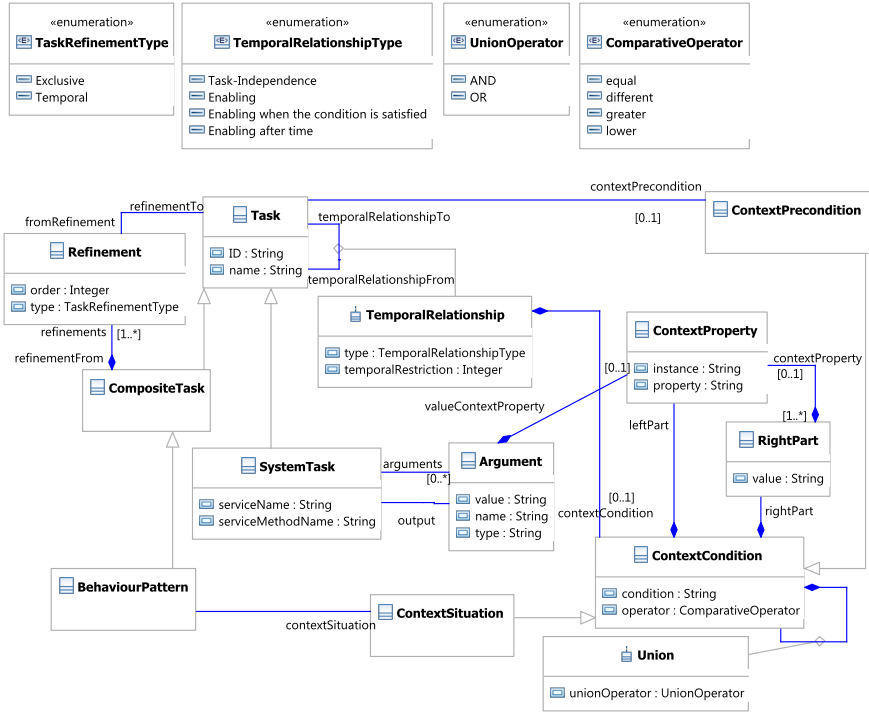 «enumeration»
TaskRefinementType
Exclusive
Temporal
«enumeration»
TemporalRelationshipType
Task-Independence
Enabling
Enabling when the condition is satisfied
Enabling after time
«enumeration»
UnionOperator
AND
OR
«enumeration»
ComparativeOperator
equal
different
greater
lower
refinementTo
fromRefinement
Task
ID : String
name : String
temporalRelationshipTo
temporalRelationshipFrom
contextPrecondition
[0..1]
ContextPrecondition
Refinement
order : Integer
type : TaskRefinementType
refinements
[1..*]
refinementFrom
CompositeTask
TemporalRelationship
type : TemporalRelationshipType
temporalRestriction : Integer
ContextProperty
instance : String
property : String
contextProperty
[0..1]
[0..1]
valueContextProperty
leftPart
[1..*]
RightPart
value : String
rightPart
SystemTask
serviceName : String
serviceMethodName : String
arguments
[0..*]
output
Argument
value : String
name : String
type : String
[0..1]
contextCondition
ContextCondition
condition : String
operator : ComparativeOperator
BehaviourPattern
contextSituation
ContextSituation
Union
unionOperator : UnionOperator